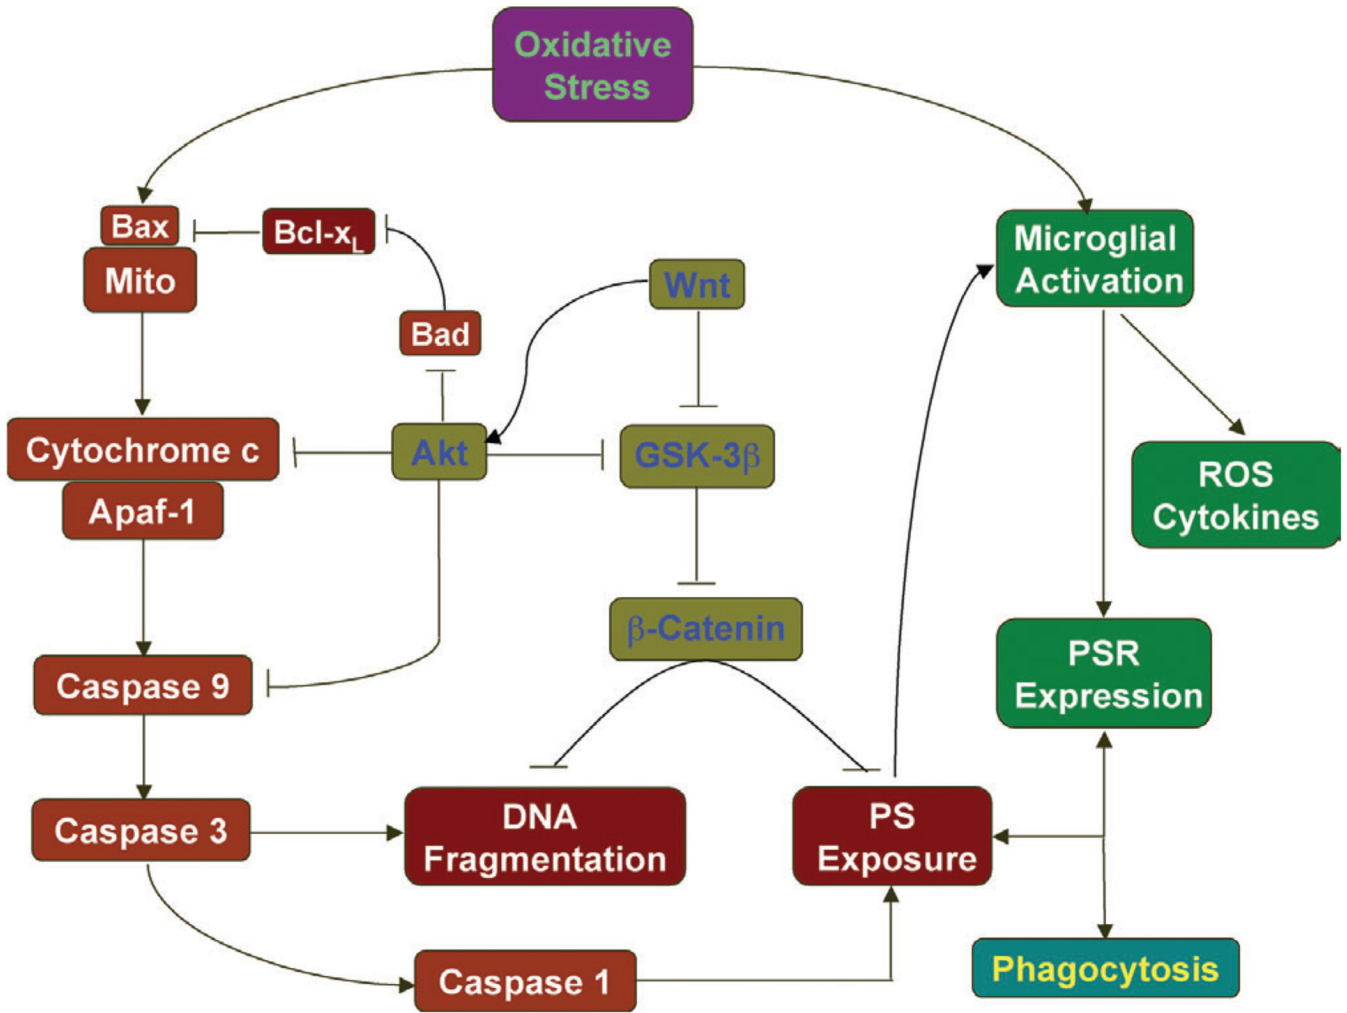 Oxidative
Stress
Bax
Bcl-xL
Mito
Wnt
Microglial
Activation
Bad
Cytochrome c
Akt
GSK-3β
ROS
Cytokines
Apaf-1
β-Catenin
PSR
Expression
Caspase 9
Caspase 3
DNA
Fragmentation
PS
Exposure
Caspase 1
Phagocytosis